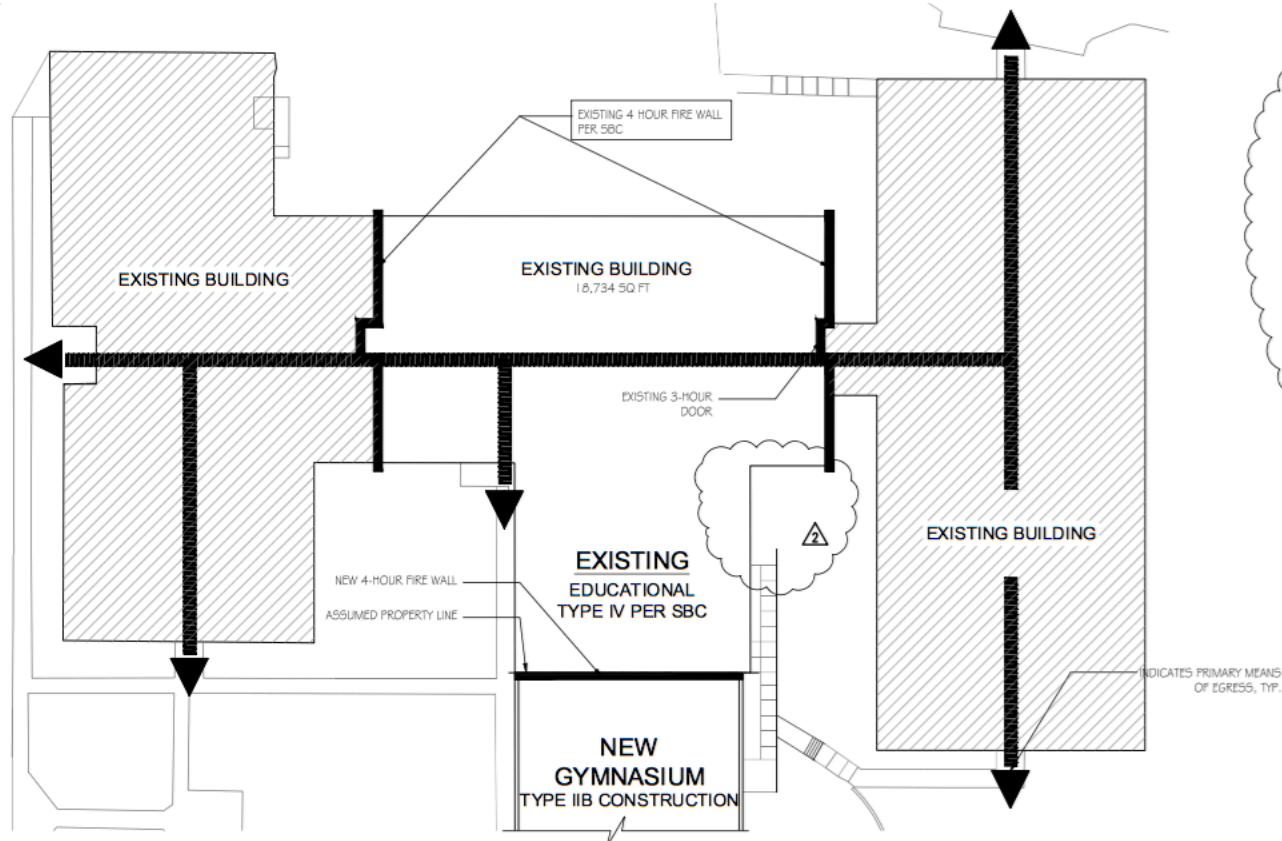 EXISTING 4 HOUR FIRE WALL
PER SBC
EXISTING BUILDING
EXISTING BUILDING
18,734 SQ FT
EXISTING 3-HOUR
DOOR
2
EXISTING BUILDING
EXISTING
EDUCATIONAL
TYPE IV PER SBC
NEW 4-HOUR FIRE WALL
ASSUMED PROPERTY LINE
INDICATES PRIMARY MEANS
OF EGRESS, TYP.
NEW
GYMNASIUM
TYPE IIB CONSTRUCTION